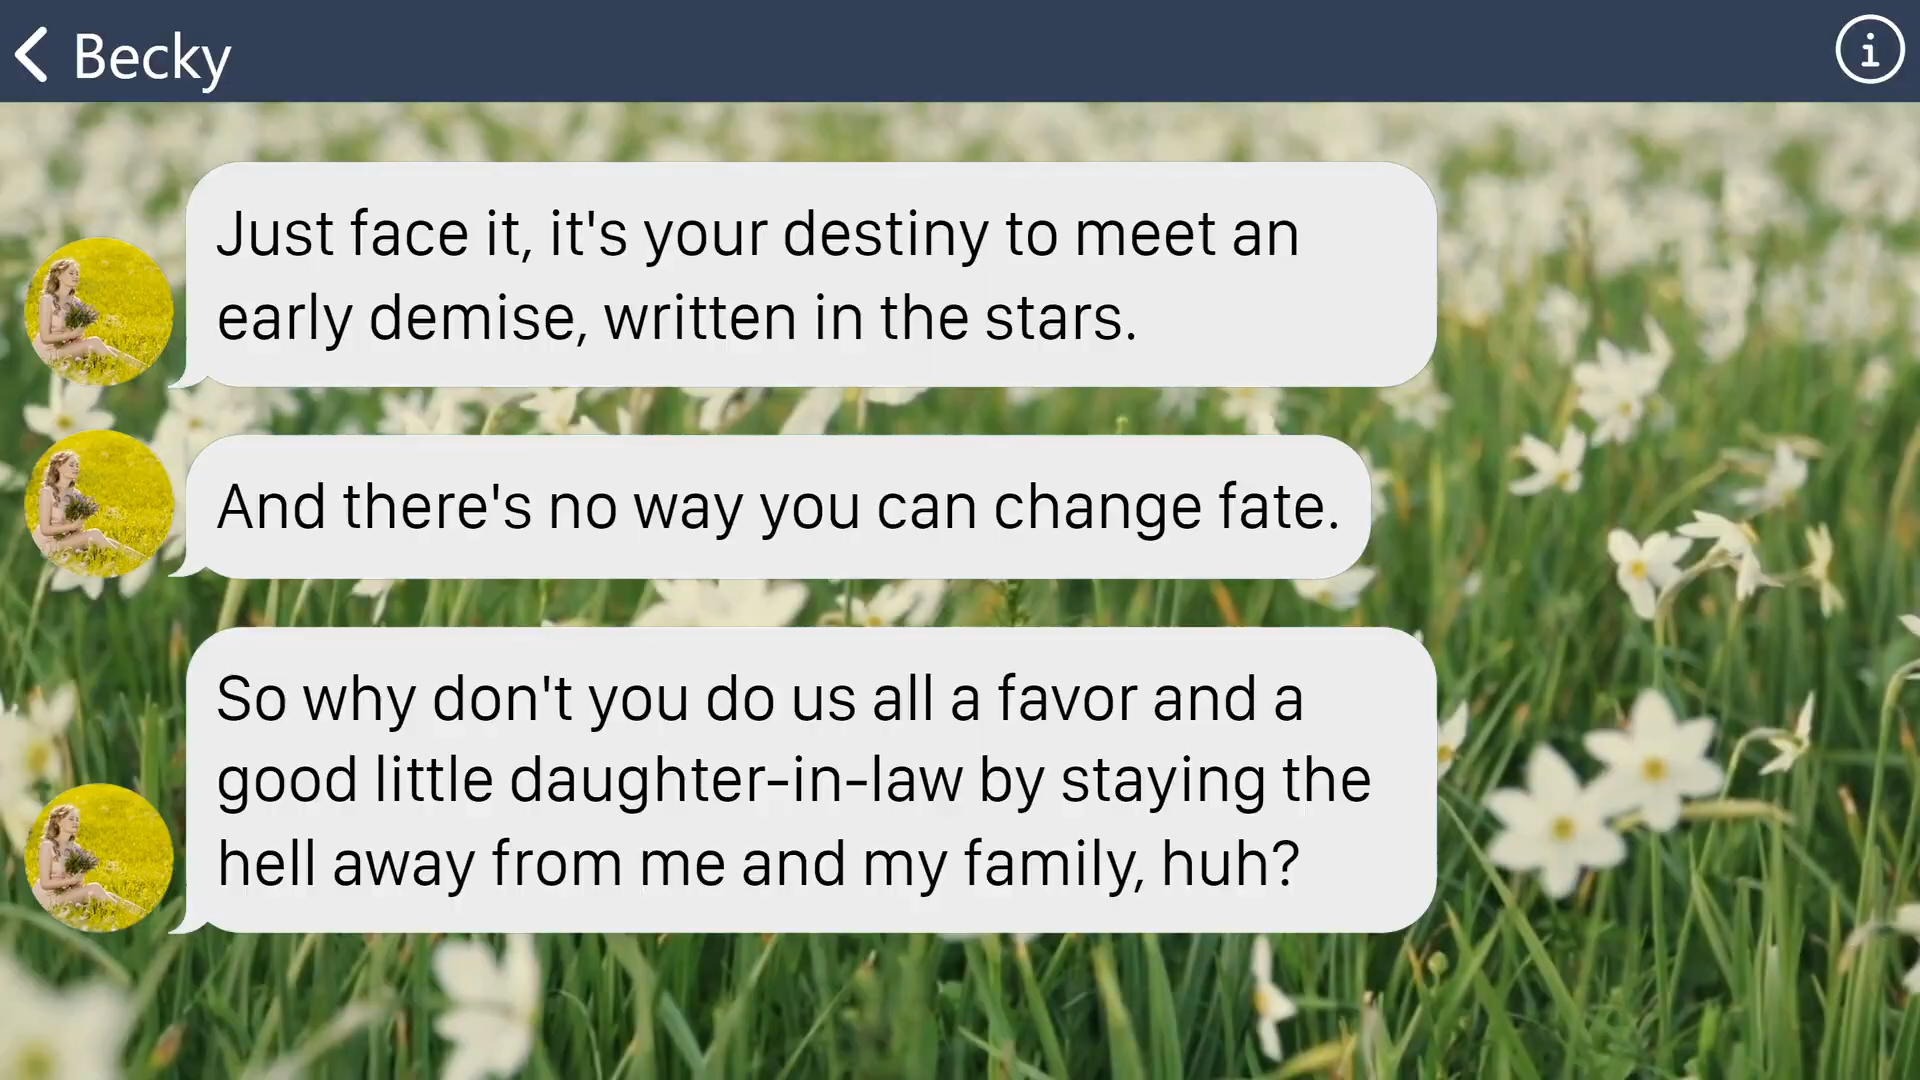 Becky
Just face it, it's your destiny to meet an
early demise, written in the stars.
And there's no way you can change fate.
So why don't you do us all a favor and a
good little daughter-in-law by staying the
hell away from me and my family, huh?